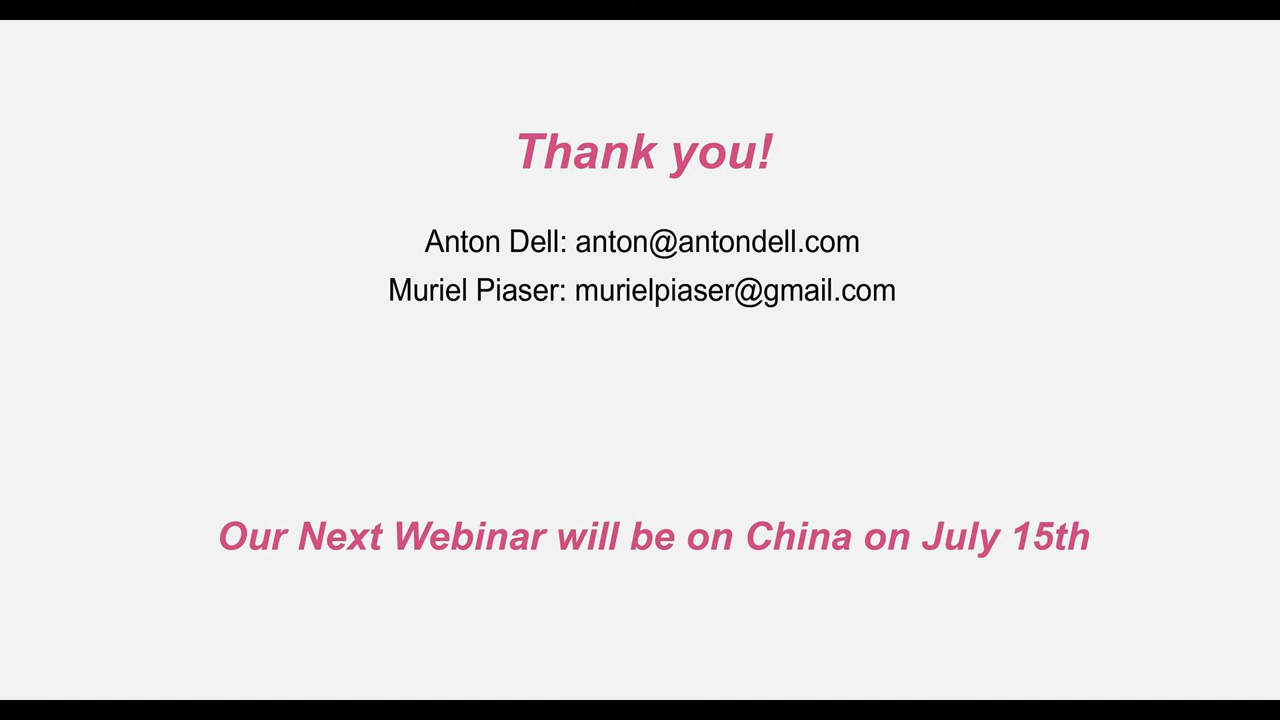 Thank you!
Anton Dell: anton@antondell.com
Muriel Piaser: murielpiaser@gmail.com
Our Next Webinar will be on China on July 15th